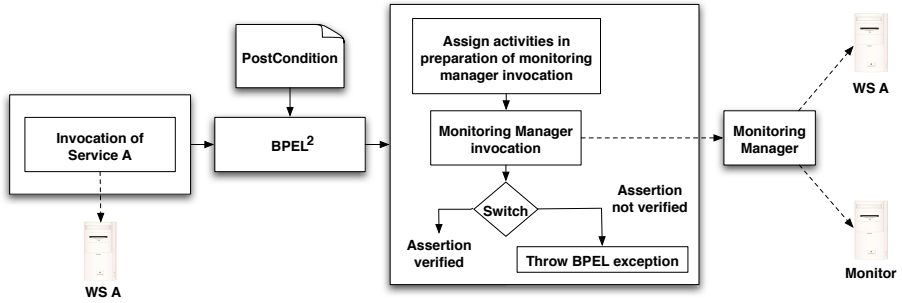 PostCondition
Invocation of
Service A
WS A
BPEL²
Assign activities in
preparation of monitoring
manager invocation
Monitoring Manager
invocation
Switch
Assertion
verified
Assertion
not verified
Throw BPEL exception
Monitoring
Manager
WS A
Monitor